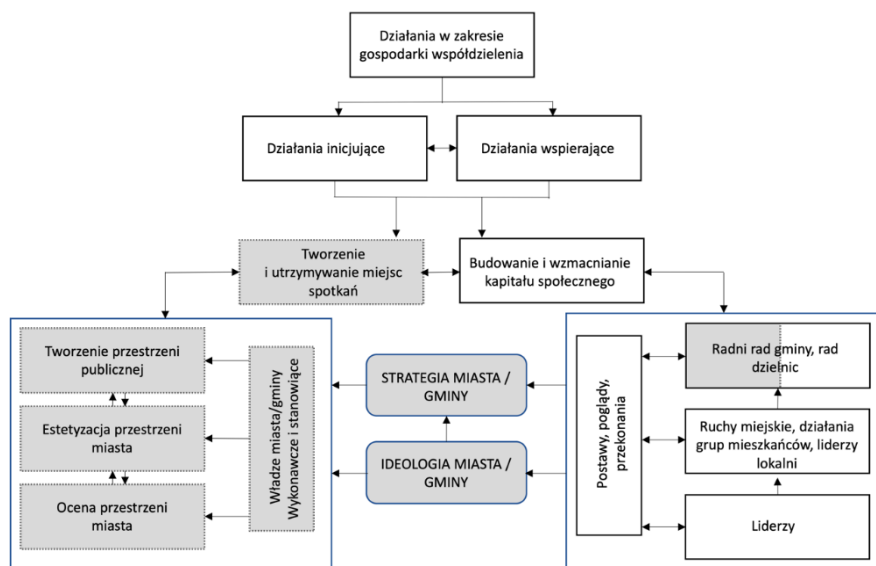 Działania w zakresie
gospodarki współdzielenia
Działania inicjujące
Działania wspierające
Tworzenie
i utrzymywanie miejsc
spotkań
Budowanie i wzmacnianie
kapitału społecznego
Tworzenie przestrzeni
publicznej
Estetyzacja przestrzeni
miasta
Ocena przestrzeni
miasta
Władze miasta/gminy
Wykonawcze i stanowiące
STRATEGIA MIASTA /
GMINY
IDEOLOGIA MIASTA /
GMINY
Postawy, poglądy,
przekonania
Radni rad gminy, rad
dzielnic
Ruchy miejskie, działania
grup mieszkańców, liderzy
lokalni
Liderzy